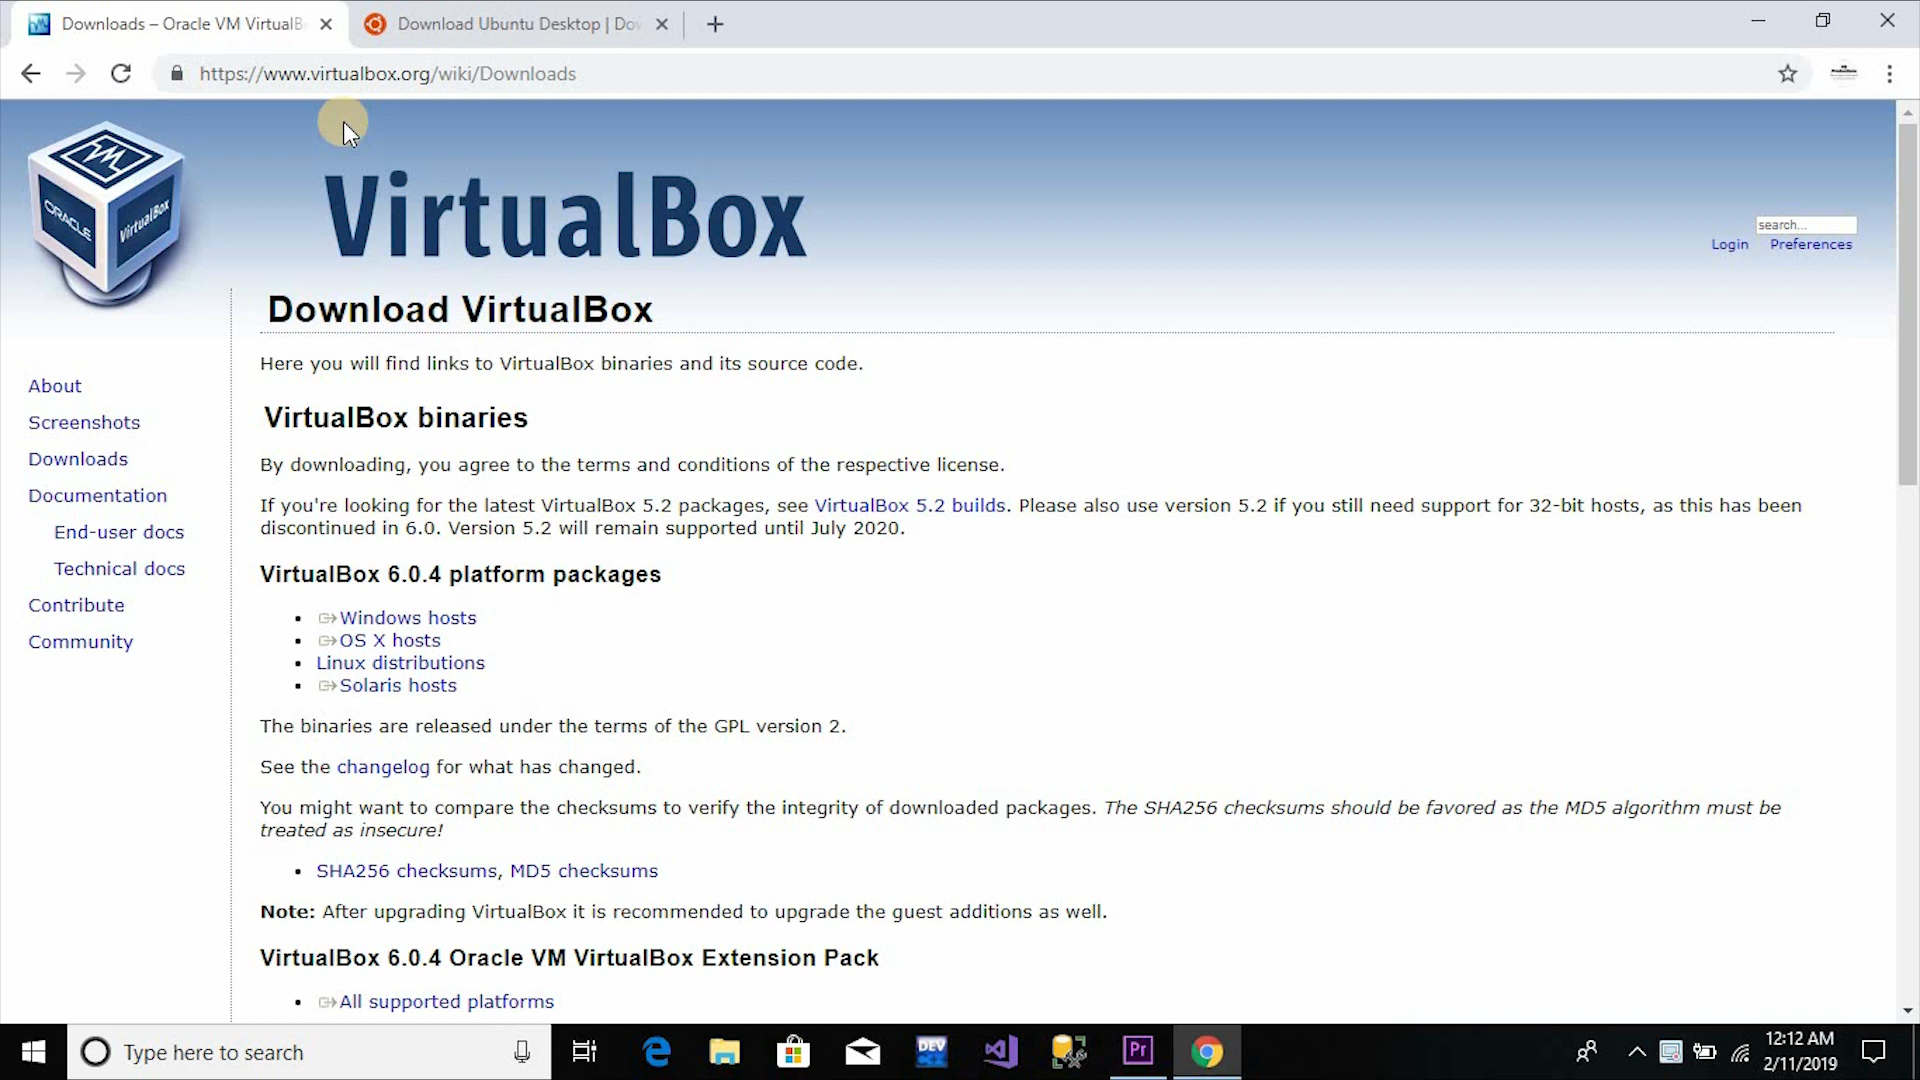 Downloads – Oracle VM VirtualB
Download Ubuntu Desktop | Dov
https://www.virtualbox.org/wiki/Downloads
ORACLE
VirtualBox
VirtualBox
search...
Login Preferences
Download VirtualBox
Here you will find links to VirtualBox binaries and its source code.
About
Screenshots
Downloads
Documentation
End-user docs
Technical docs
Contribute
Community
VirtualBox binaries
By downloading, you agree to the terms and conditions of the respective license.
If you're looking for the latest VirtualBox 5.2 packages, see VirtualBox 5.2 builds. Please also use version 5.2 if you still need support for 32-bit hosts, as this has been
discontinued in 6.0. Version 5.2 will remain supported until July 2020.
VirtualBox 6.0.4 platform packages
Windows hosts
OS X hosts
Linux distributions
Solaris hosts
The binaries are released under the terms of the GPL version 2.
See the changelog for what has changed.
You might want to compare the checksums to verify the integrity of downloaded packages. The SHA256 checksums should be favored as the MD5 algorithm must be
treated as insecure!
SHA256 checksums, MD5 checksums
Note: After upgrading VirtualBox it is recommended to upgrade the guest additions as well.
VirtualBox 6.0.4 Oracle VM VirtualBox Extension Pack
All supported platforms
Type here to search
DEV
Pr
12:12 AM
2/11/2019